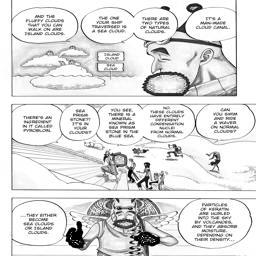 IT'S A
MAN-MADE
CLOUD CANAL.
THERE
ARE TWO
TYPES OF
NATURAL
CLOUDS.
THE ONE
YOUR SHIP
TRAVERSED
IS A
SEA CLOUD.
AND THE
FLUFFY CLOUDS
THAT YOU
CAN WALK ON
ARE ISLAND
CLOUDS.
ISLAND
CLOUD
SEA
CLOUD
CAN
YOU SWIM
AND RIDE
A WAVER
ON NORMAL
CLOUDS?
NO.
THESE CLOUDS
HAVE ENTIRELY
DIFFERENT
CONDENSATION
NUCLEI
FROM NORMAL
CLOUDS.
YOU SEE,
THERE IS A
MINERAL
KNOWN AS
SEA PRISM
STONE IN THE
BLUE SEA.
SEA
PRISM
STONE?
IT'S IN
YOUR
CLOUDS?
THERE'S AN
INGREDIENT
IN IT CALLED
PYROBLOIN.
PARTICLES
OF KERATIN
ARE HURLED
INTO THE SKY
BY VOLCANOES,
AND THEY ABSORB
MOISTURE.
DEPENDING
ON THEIR
DENSITY...
...THEY
EITHER
BECOME
SEA CLOUDS
OR ISLAND
CLOUDS.